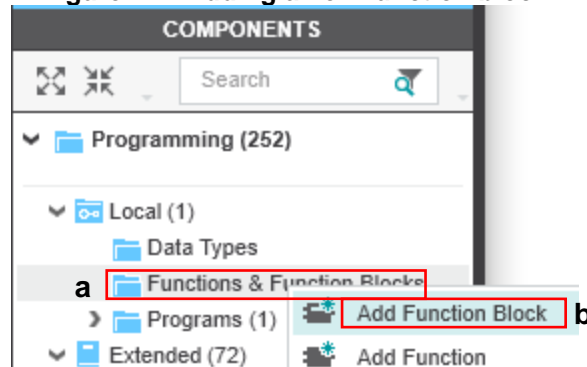 COMPONENTS
Search
Programming (252)
Local (1)
Data Types
a Functions & Function Blocks
Programs (1) Add Function Block b
Extended (72) Add Function